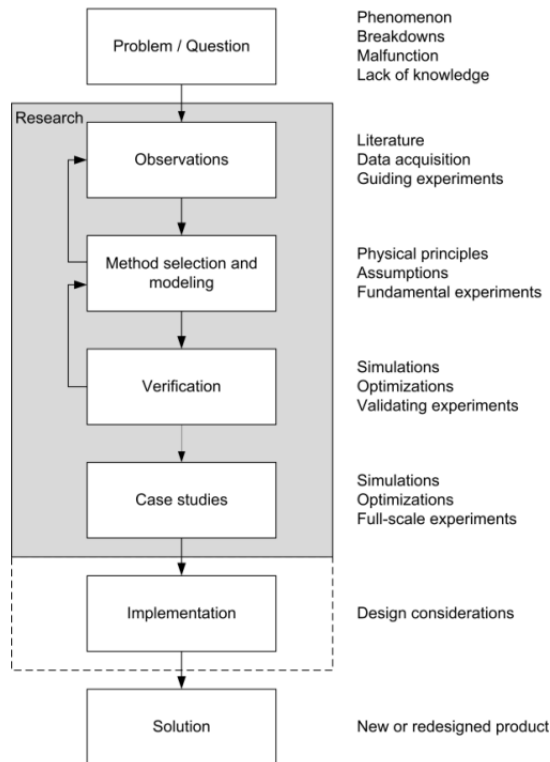 Problem / Question
Phenomenon
Breakdowns
Malfunction
Lack of knowledge
Research
Observations
Literature
Data acquisition
Guiding experiments
Method selection and
modeling
Physical principles
Assumptions
Fundamental experiments
Verification
Simulations
Optimizations
Validating experiments
Case studies
Simulations
Optimizations
Full-scale experiments
Implementation
Design considerations
Solution
New or redesigned product